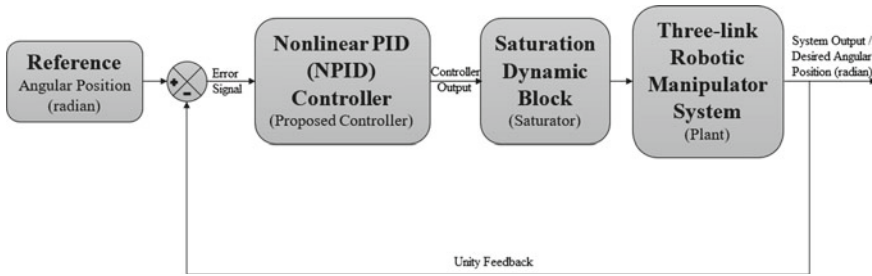 Reference
Angular Position
(radian)
+
-
Error
Signal
Nonlinear PID
(NPID)
Controller
(Proposed Controller)
Controller
Output
Saturation
Dynamic
Block
(Saturator)
Three-link
Robotic
Manipulator
System
(Plant)
System Output /
Desired Angular
Position (radian)
Unity Feedback